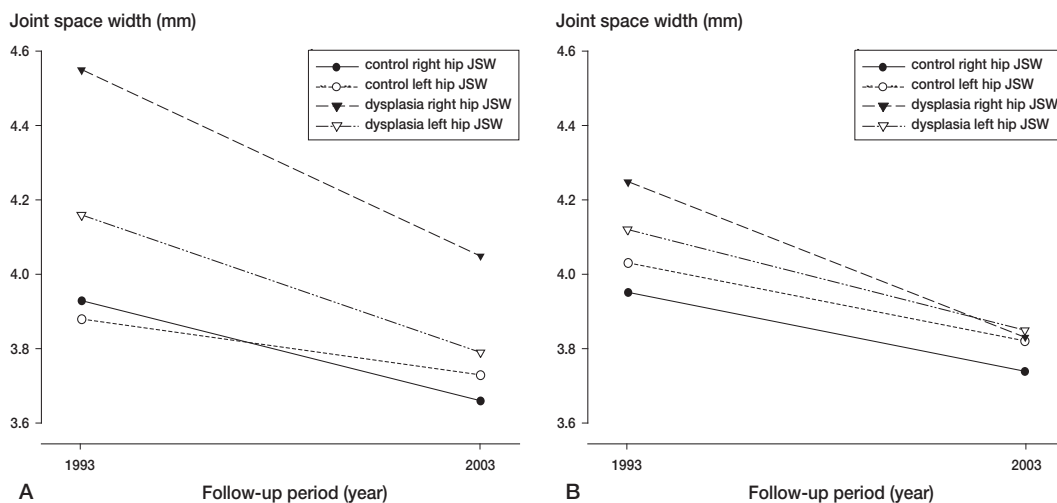 Joint space width (mm)
4.6
4.4
4.2
4.0
3.8
3.6
control right hip JSW
control left hip JSW
dysplasia right hip JSW
dysplasia left hip JSW
1993
2003
A
Follow-up period (year)
Joint space width (mm)
4.6
4.4
4.2
4.0
3.8
3.6
control right hip JSW
control left hip JSW
dysplasia right hip JSW
dysplasia left hip JSW
1993
2003
B
Follow-up period (year)